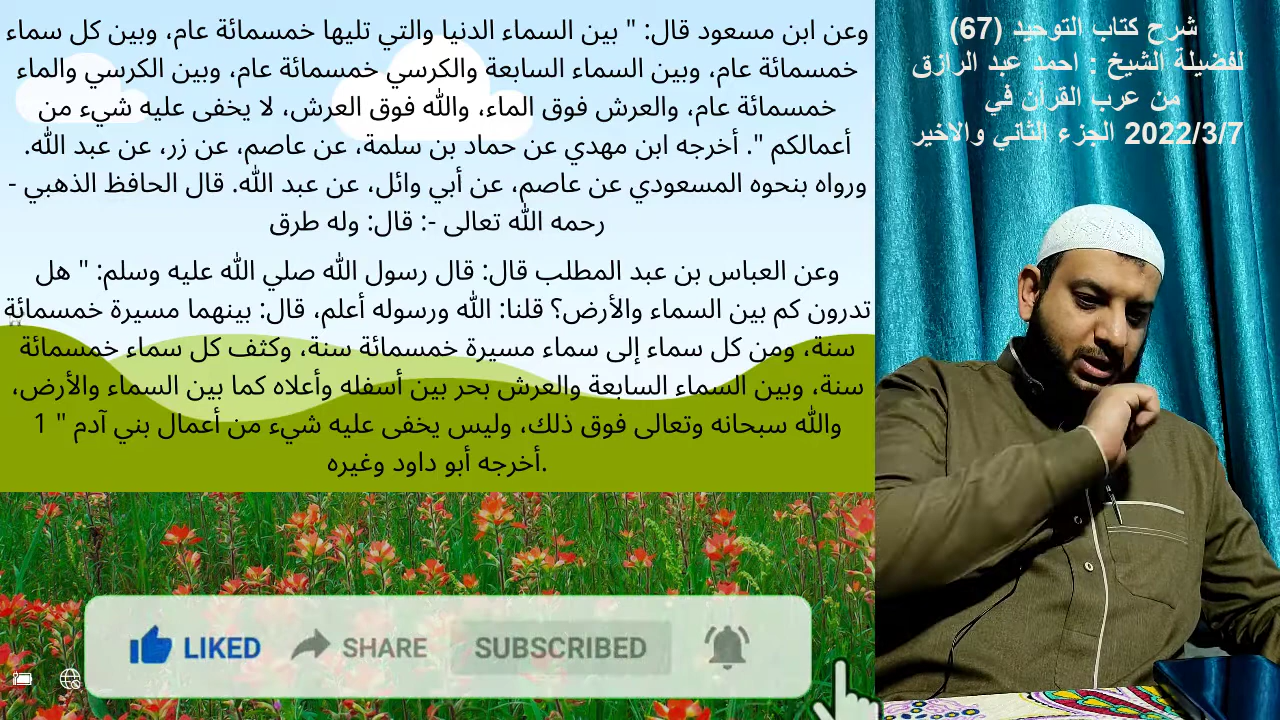 وعن ابن مسعود قال: " بين السماء الدنيا والتي تليها خمسمائة عام، وبين كل سماء
خمسمائة عام، وبين السماء السابعة والكرسي خمسمائة عام، وبين الكرسي والماء
خمسمائة عام، والعرش فوق الماء، والله فوق العرش، لا يخفى عليه شيء من
أعمالكم ". أخرجه ابن مهدي عن حماد بن سلمة، عن عاصم، عن زر، عن عبد الله.
ورواه بنحوه المسعودي عن عاصم، عن أبي وائل، عن عبد الله. قال الحافظ الذهبي -
رحمه الله تعالى -: قال: وله طرق
وعن العباس بن عبد المطلب قال: قال رسول الله صلي الله عليه وسلم: " هل
تدرون كم بين السماء والأرض؟ قلنا: الله ورسوله أعلم، قال: بينهما مسيرة خمسمائة
سنة، ومن كل سماء إلى سماء مسيرة خمسمائة سنة، وكثف كل سماء خمسمائة
سنة، وبين السماء السابعة والعرش بحر بين أسفله وأعلاه كما بين السماء والأرض،
والله سبحانه وتعالى فوق ذلك، وليس يخفى عليه شيء من أعمال بني آدم " 1
.أخرجه أبو داود وغيره
شرح كتاب التوحيد (67)
لفضيلة الشيخ : احمد عبد الرازق
من عرب القران في
2022/3/7 الجزء الثاني والاخير
LIKED SHARE SUBSCRIBED